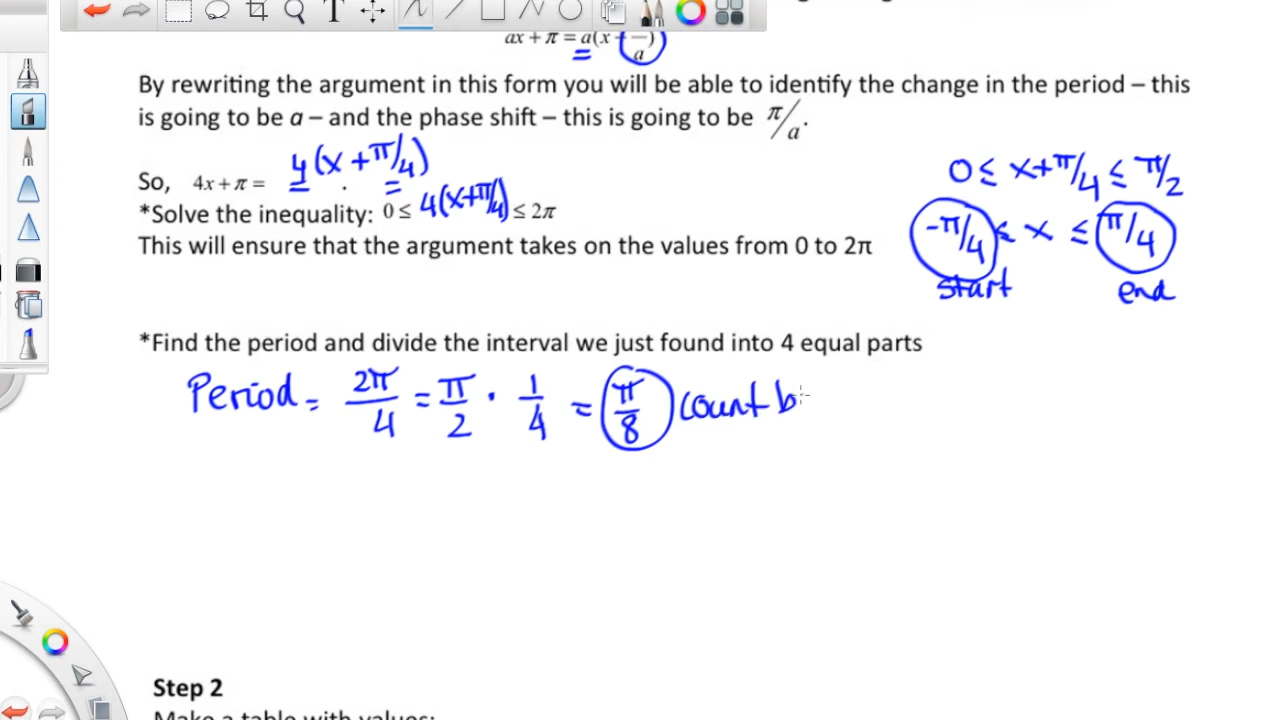 ax + π = a(x + π/a)
By rewriting the argument in this form you will be able to identify the change in the period – this
is going to be a – and the phase shift – this is going to be π/a.
So, 4x + π = 4(x + π/4).
*Solve the inequality: 0 ≤ 4(x+π/4) ≤ 2π
This will ensure that the argument takes on the values from 0 to 2π
0 ≤ x+π/4 ≤ π/2
-π/4 ≤ x ≤ π/4
start end
*Find the period and divide the interval we just found into 4 equal parts
Period = 2π/4 = π/2 · 1/4 = π/8 count b
Step 2
Make a table with values: